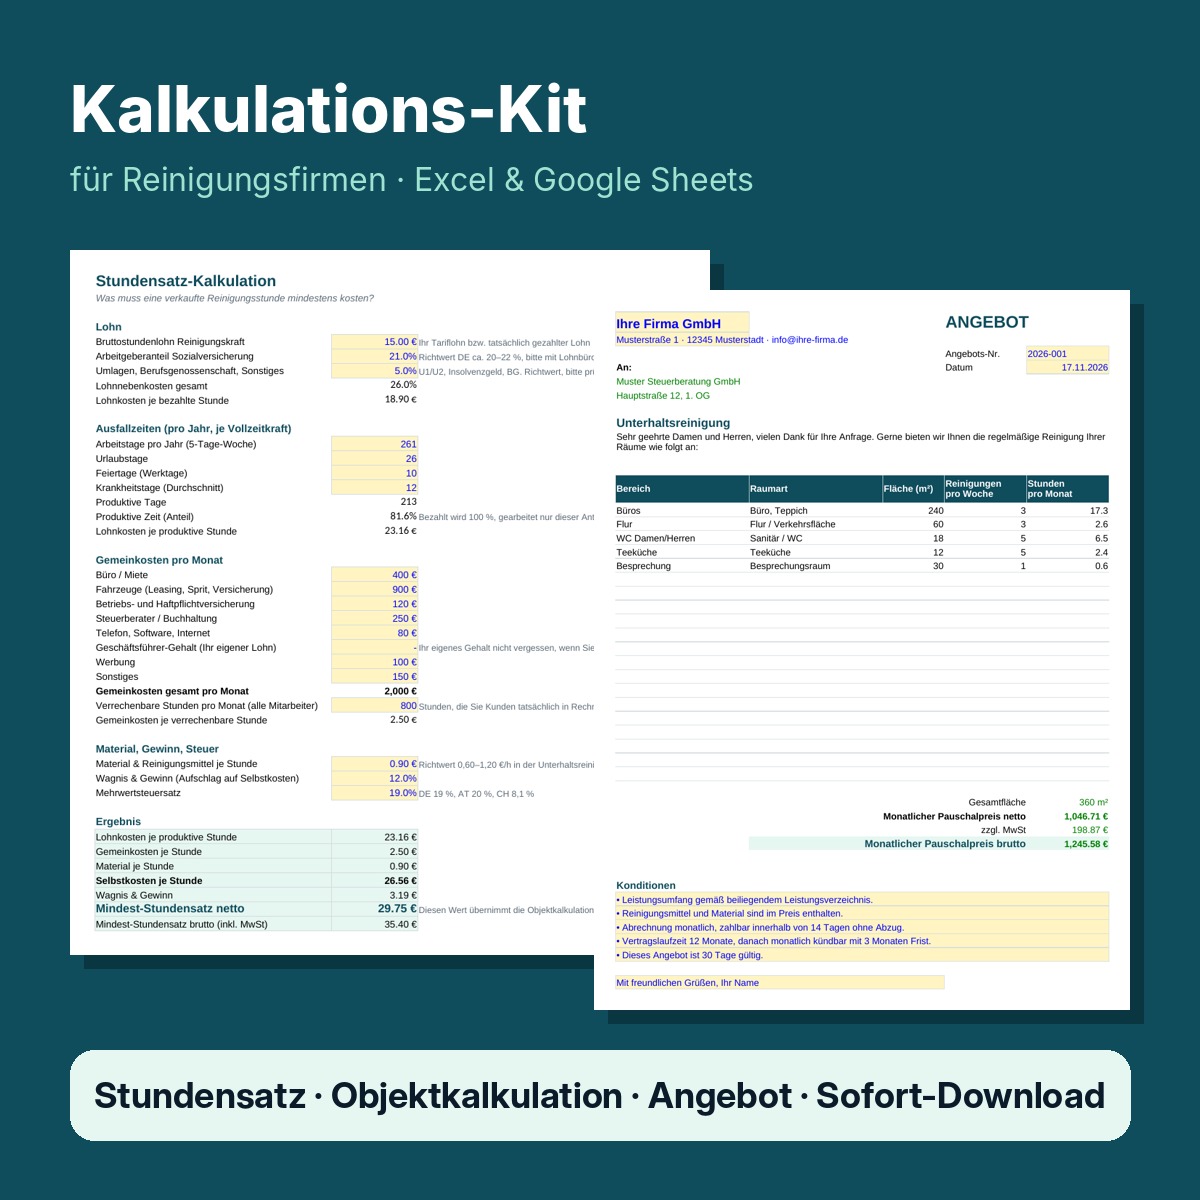 Kalkulations-Kit
für Reinigungsfirmen · Excel & Google Sheets
Stundensatz-Kalkulation
Was muss eine verkaufte Reinigungsstunde mindestens kosten?
Lohn
Bruttostundenlohn Reinigungskraft 15.00 € Ihr Tariflohn bzw. tatsächlich gezahlter Lohn
Arbeitgeberanteil Sozialversicherung 21.0% Richtwert DE ca. 20–22 %, bitte mit
Umlagen, Berufsgenossenschaft, Sonstiges 5.0% U1/U2, Insolvenzgeld, BG. Richtwert, bitte
Lohnnebenkosten gesamt 26.0%
Lohnkosten je bezahlte Stunde 18.90 €
Ausfallzeiten (pro Jahr, je Vollzeitkraft)
Arbeitstage pro Jahr (5-Tage-Woche) 261
Urlaubstage 26
Feiertage (Werktage) 10
Krankheitstage (Durchschnitt) 12
Produktive Tage 213
Produktive Zeit (Anteil) 81.6% Bezahlt wird 100 %, gearbeitet nur dieser
Lohnkosten je produktive Stunde 23.16 €
Gemeinkosten pro Monat
Büro / Miete 400 €
Fahrzeuge (Leasing, Sprit, Versicherung) 900 €
Betriebs- und Haftpflichtversicherung 120 €
Steuerberater / Buchhaltung 250 €
Telefon, Software, Internet 80 €
Geschäftsführer-Gehalt (Ihr eigener Lohn) - Ihr eigenes Gehalt nicht vergessen, wenn Sie
Werbung 100 €
Sonstiges 150 €
Gemeinkosten gesamt pro Monat 2,000 €
Verrechenbare Stunden pro Monat (alle Mitarbeiter) 800 Stunden, die Sie Kunden tatsächlich in
Gemeinkosten je verrechenbare Stunde 2.50 €
Material, Gewinn, Steuer
Material & Reinigungsmittel je Stunde 0.90 € Richtwert 0,60–1,20 €/h in der
Wagnis & Gewinn (Aufschlag auf Selbstkosten) 12.0%
Mehrwertsteuersatz 19.0% DE 19 %, AT 20 %, CH 8,1 %
Ergebnis
Lohnkosten je produktive Stunde 23.16 €
Gemeinkosten je Stunde 2.50 €
Material je Stunde 0.90 €
Selbstkosten je Stunde 26.56 €
Wagnis & Gewinn 3.19 €
Mindest-Stundensatz netto 29.75 € Diesen Wert übernimmt die Objektkalkulation
Mindest-Stundensatz brutto (inkl. MwSt) 35.40 €
Ihre Firma GmbH
Musterstraße 1 · 12345 Musterstadt · info@ihre-firma.de
ANGEBOT
Angebots-Nr. 2026-001
Datum 17.11.2026
An:
Muster Steuerberatung GmbH
Hauptstraße 12, 1. OG
Unterhaltsreinigung
Sehr geehrte Damen und Herren, vielen Dank für Ihre Anfrage. Gerne bieten wir Ihnen die regelmäßige Reinigung Ihrer
Räume wie folgt an:
Bereich Raumart Fläche (m²) Reinigungen pro Woche Stunden pro Monat
Büros Büro, Teppich 240 3 17.3
Flur Flur / Verkehrsfläche 60 3 2.6
WC Damen/Herren Sanitär / WC 18 5 6.5
Teeküche Teeküche 12 5 2.4
Besprechung Besprechungsraum 30 1 0.6
Gesamtfläche 360 m²
Monatlicher Pauschalpreis netto 1,046.71 €
zzgl. MwSt 198.87 €
Monatlicher Pauschalpreis brutto 1,245.58 €
Konditionen
• Leistungsumfang gemäß beiliegendem Leistungsverzeichnis.
• Reinigungsmittel und Material sind im Preis enthalten.
• Abrechnung monatlich, zahlbar innerhalb von 14 Tagen ohne Abzug.
• Vertragslaufzeit 12 Monate, danach monatlich kündbar mit 3 Monaten Frist.
• Dieses Angebot ist 30 Tage gültig.
Mit freundlichen Grüßen, Ihr Name
Stundensatz · Objektkalkulation · Angebot · Sofort-Download